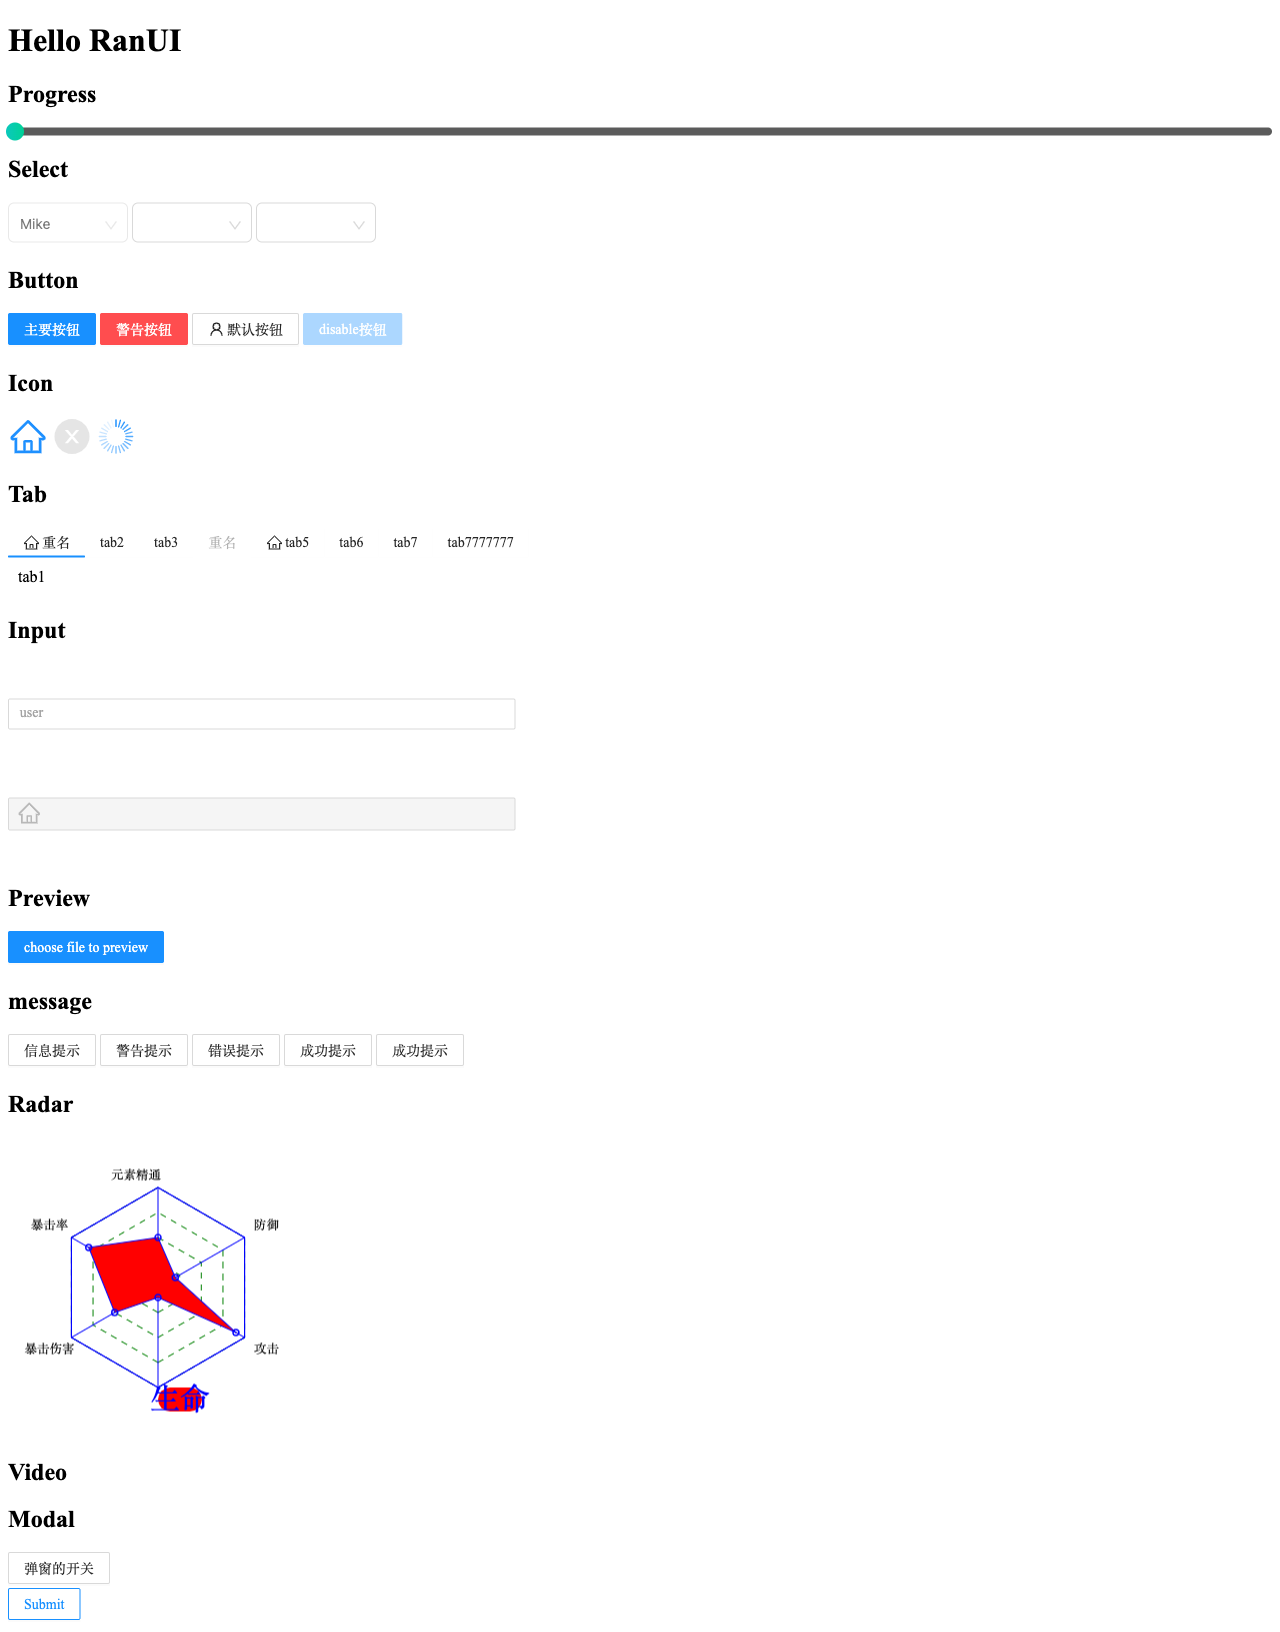 Hello RanUI
Progress
Select
Mike
Button
主要按钮 警告按钮 默认按钮 disable按钮
Icon
Tab
重名 tab2 tab3 重名 tab5 tab6 tab7 tab7777777
tab1
Input
user
Preview
choose file to preview
message
信息提示 警告提示 错误提示 成功提示 成功提示
Radar
元素精通
暴击率 防御
暴击伤害 攻击
生命
Video
Modal
弹窗的开关
Submit